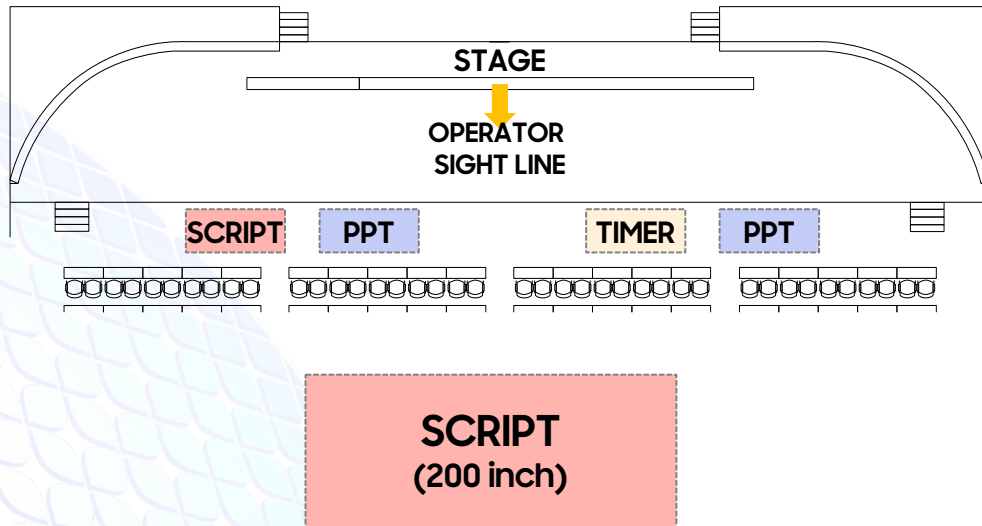 STAGE
OPERATOR
SIGHT LINE
SCRIPT
PPT
TIMER
PPT
SCRIPT
(200 inch)